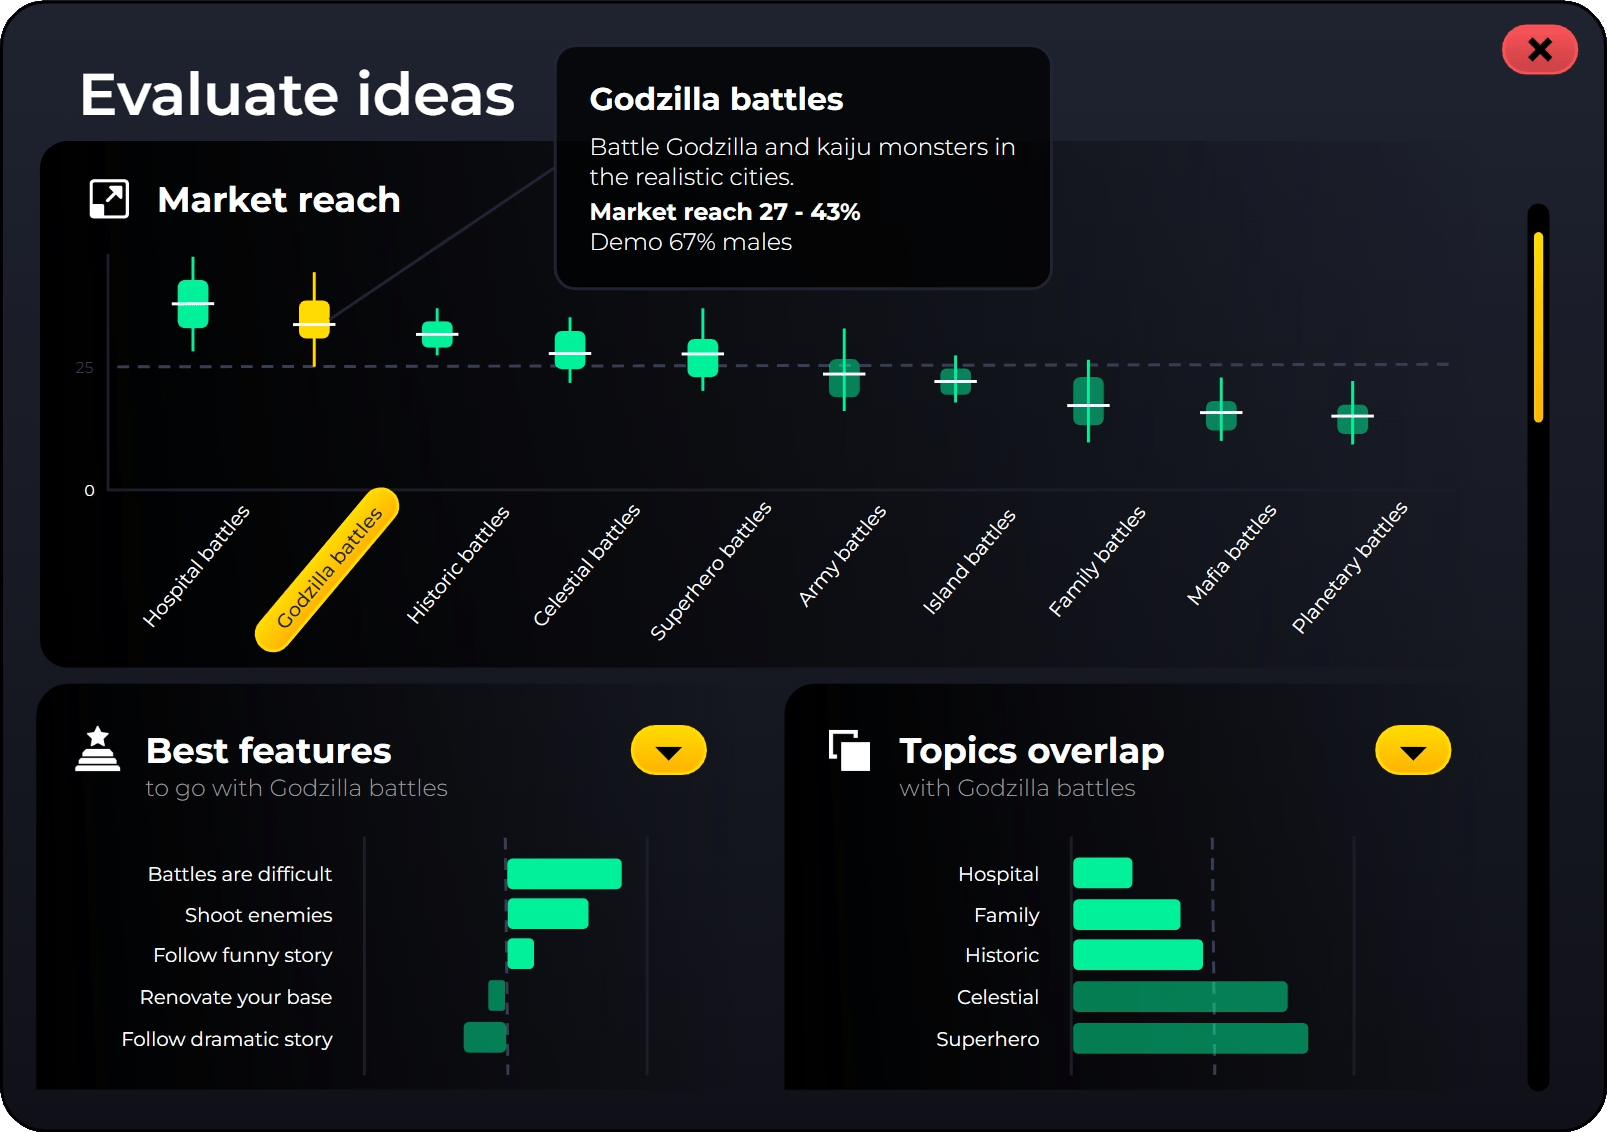 Evaluate ideas
Godzilla battles
Battle Godzilla and kaiju monsters in
the realistic cities.
Market reach 27 - 43%
Demo 67% males
Market reach
25
0
Hospital battles
Godzilla battles
Historic battles
Celestial battles
Superhero battles
Army battles
Island battles
Family battles
Mafia battles
Planetary battles
Best features
to go with Godzilla battles
Battles are difficult
Shoot enemies
Follow funny story
Renovate your base
Follow dramatic story
Topics overlap
with Godzilla battles
Hospital
Family
Historic
Celestial
Superhero